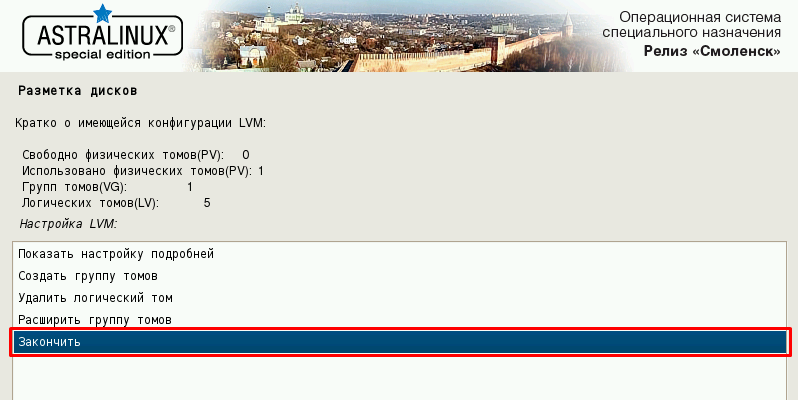 ASTRALINUX®
special edition
Операционная система
специального назначения
Релиз «Смоленск»
Разметка дисков
Кратко о имеющейся конфигурации LVM:
Свободно физических томов(PV): 0
Использовано физических томов(PV): 1
Групп томов(VG): 1
Логических томов(LV): 5
Настройка LVM:
Показать настройку подробней
Создать группу томов
Удалить логический том
Расширить группу томов
Закончить